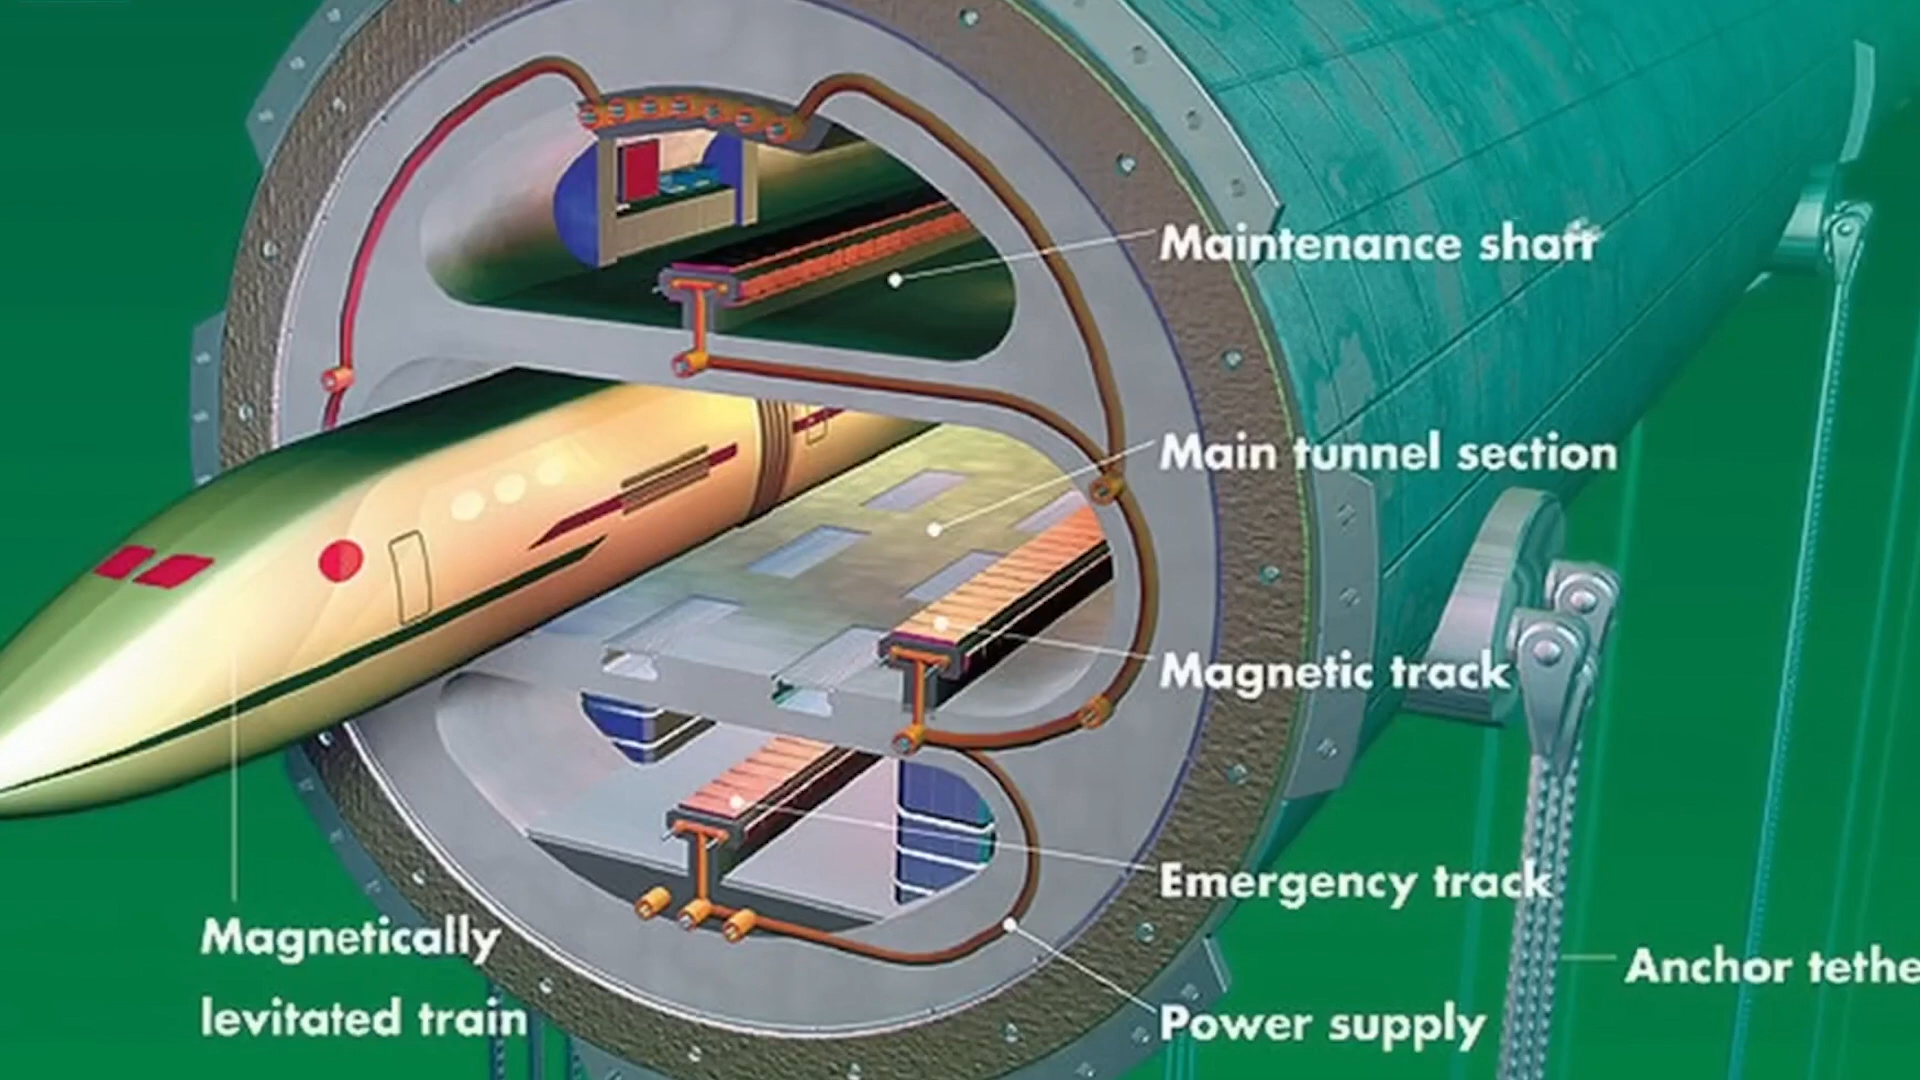 Maintenance shaft
Main tunnel section
Magnetic track
Emergency track
Magnetically
levitated train
Anchor tethe
Power supply